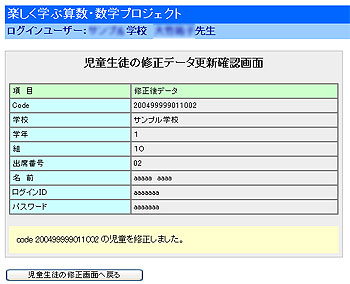 楽しく学ぶ算数・数学プロジェクト
ログインユーザー: 学校 先生
児童生徒の修正データ更新確認画面
項 目 修正後データ
Code 200499999011002
学校 サンプル学校
学年 1
組 10
出席番号 02
名 前 aaaaa aaaa
ログインID aaaaaaa
パスワード aaaaaaa
code 200499999011002 の児童を修正しました。
児童生徒の修正画面へ戻る